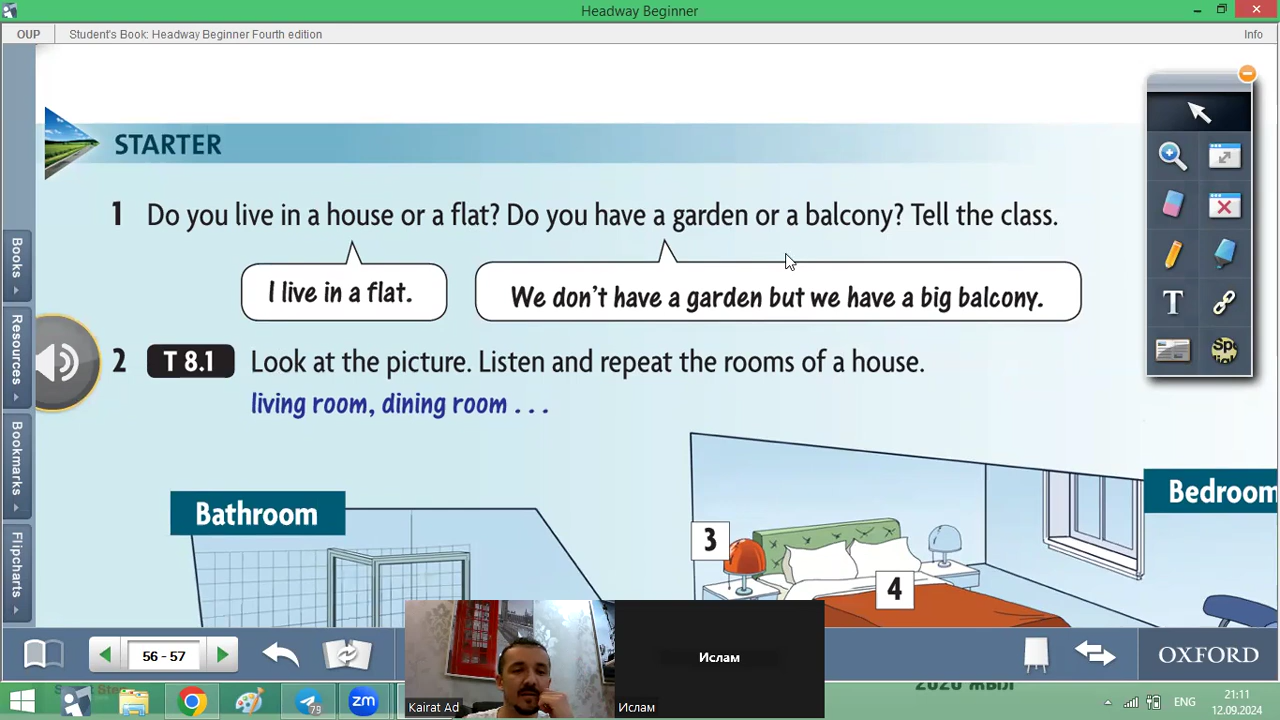 Headway Beginner
OUP
Student's Book: Headway Beginner Fourth edition
Info
STARTER
1 Do you live in a house or a flat? Do you have a garden or a balcony? Tell the class.
I live in a flat.
We don't have a garden but we have a big balcony.
2 T 8.1 Look at the picture. Listen and repeat the rooms of a house.
living room, dining room . . .
Bathroom
Bedroom
3
4
Books
Resources
Bookmarks
Flipcharts
T
56 - 57
OXFORD
Ислам
Kairat Ad
Ислам
79
zm
ENG
21:11
12.09.2024